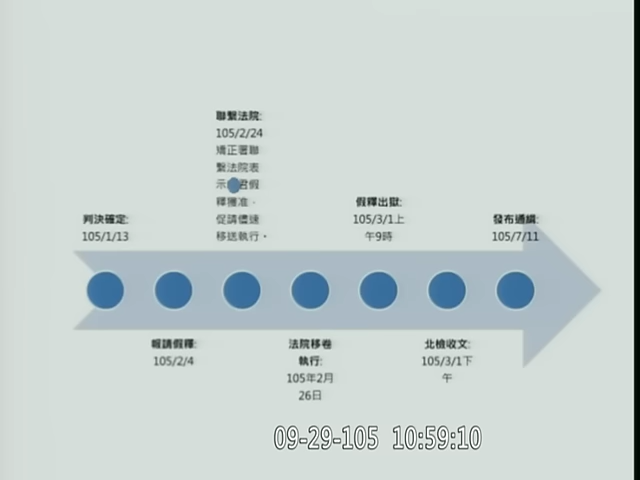 聯繫法院:
105/2/24
矯正署聯
繫法院表
示 君假
釋獲准，
促請儘速
移送執行。
判決確定:
105/1/13
假釋出獄:
105/3/1上
午9時
發布通緝:
105/7/11
報請假釋:
105/2/4
法院移卷
執行:
105年2月
26日
北檢收文:
105/3/1下
午
09-29-105 10:59:10